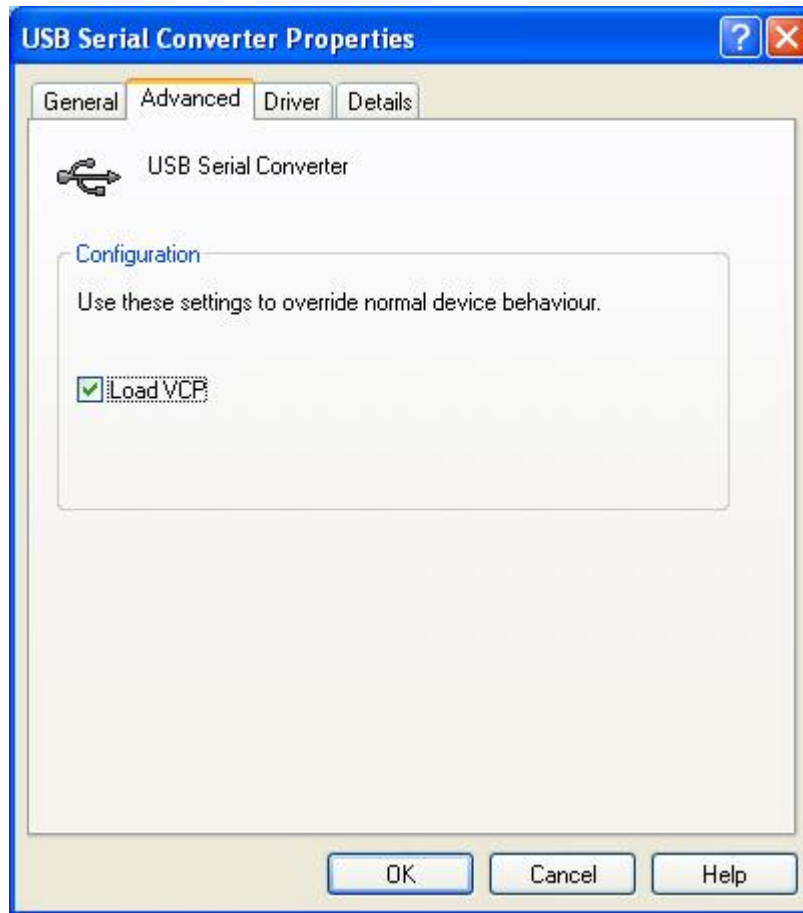 USB Serial Converter Properties
General Advanced Driver Details
USB Serial Converter
Configuration
Use these settings to override normal device behaviour.
Load VCP
OK Cancel Help